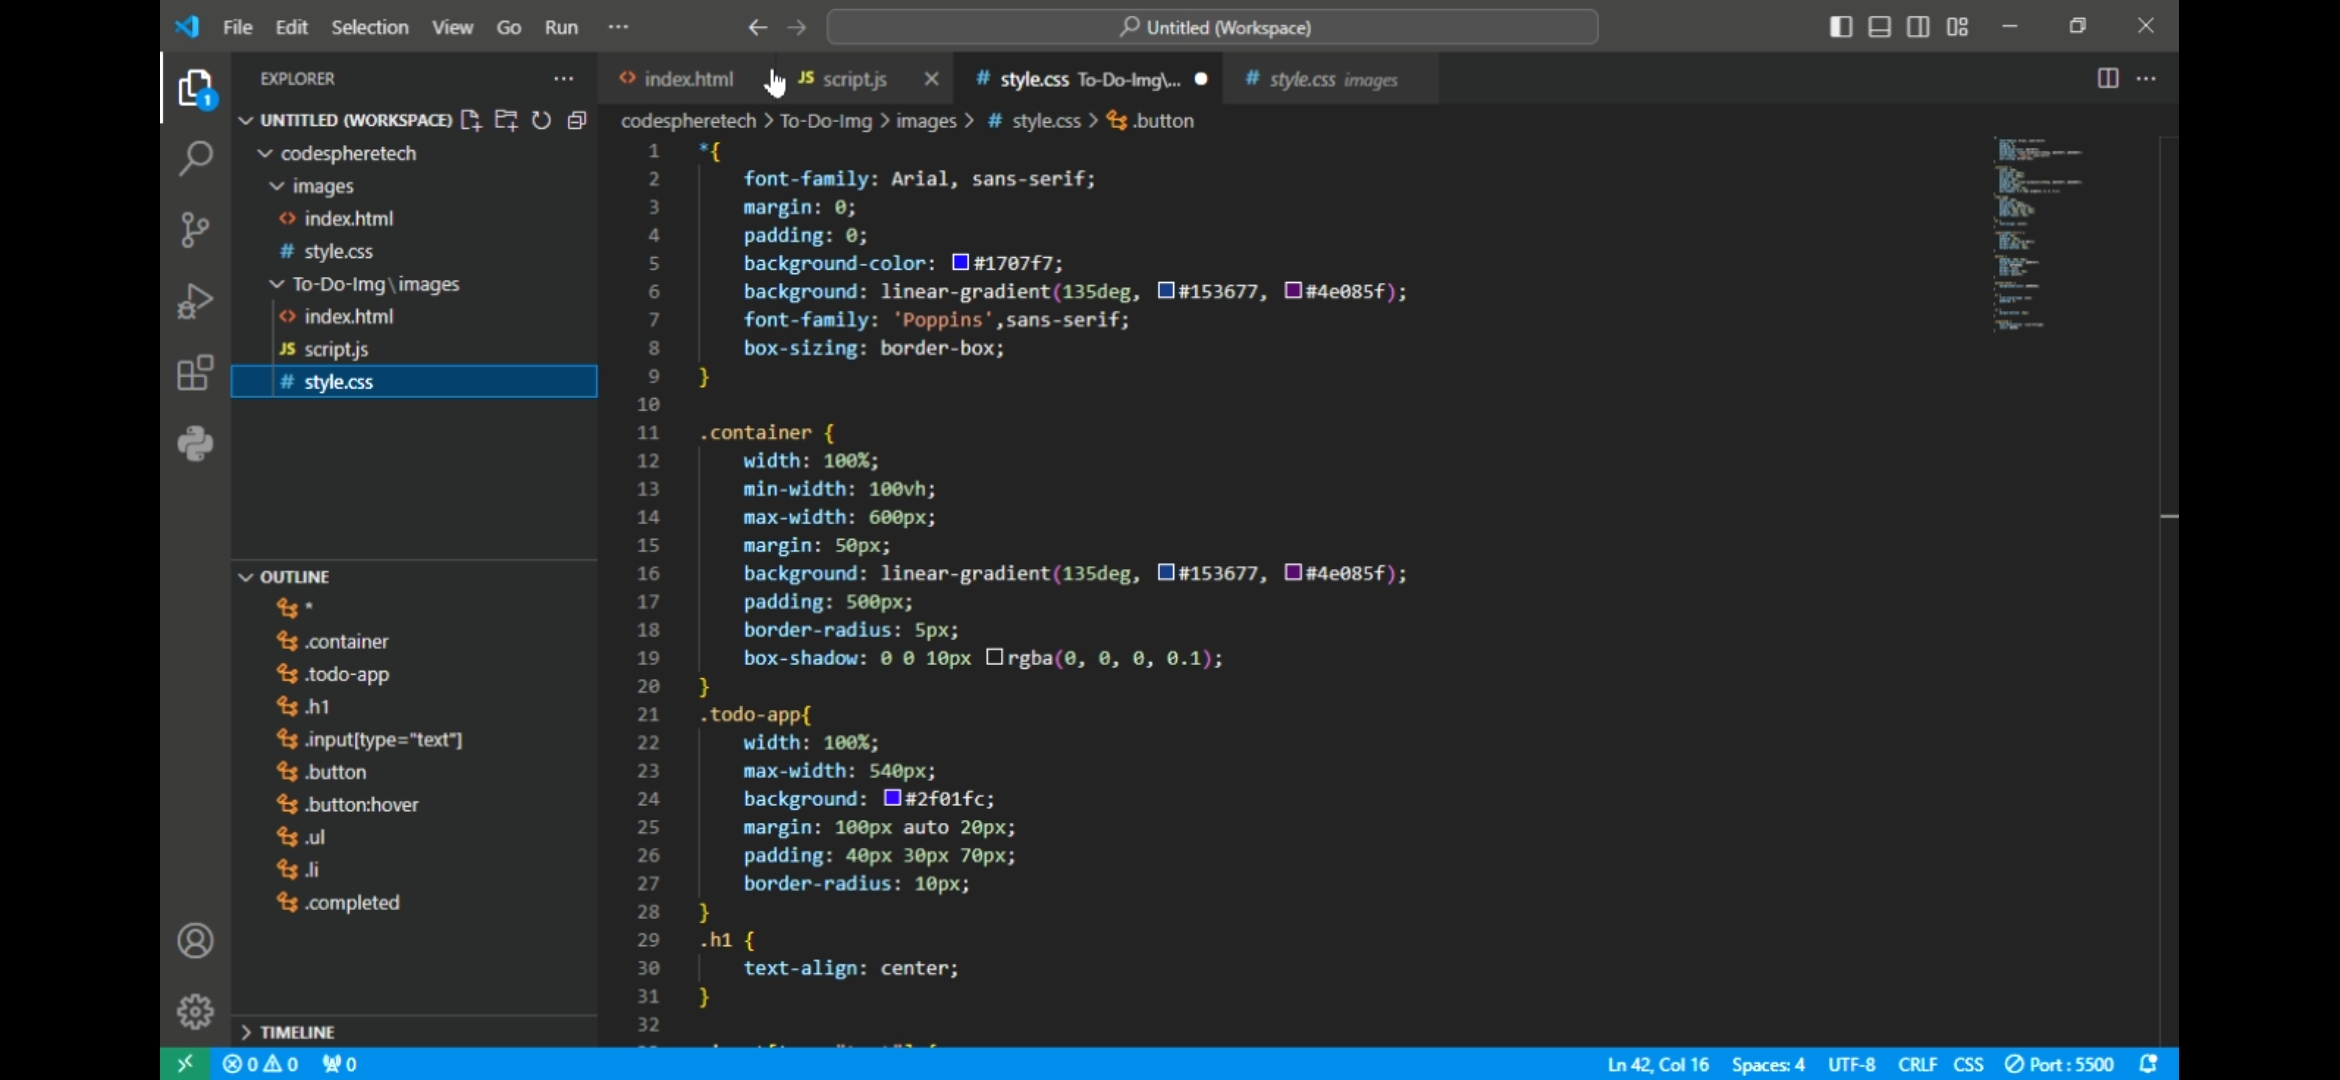 File Edit Selection View Go Run ··· Untitled (Workspace)
EXPLORER ···
index.html
JS script.js
# style.css To-Do-Img\...
# style.css images
UNTITLED (WORKSPACE)
codespheretech
images
index.html
# style.css
To-Do-Img\images
index.html
JS script.js
# style.css
1
OUTLINE
*
.container
.todo-app
.h1
.input[type="text"]
.button
.button:hover
.ul
.li
.completed
TIMELINE
codespheretech > To-Do-Img > images > # style.css > .button
1 *{
2 font-family: Arial, sans-serif;
3 margin: 0;
4 padding: 0;
5 background-color: #1707f7;
6 background: linear-gradient(135deg, #153677, #4e085f);
7 font-family: 'Poppins',sans-serif;
8 box-sizing: border-box;
9 }
10
11 .container {
12 width: 100%;
13 min-width: 100vh;
14 max-width: 600px;
15 margin: 50px;
16 background: linear-gradient(135deg, #153677, #4e085f);
17 padding: 500px;
18 border-radius: 5px;
19 box-shadow: 0 0 10px rgba(0, 0, 0, 0.1);
20 }
21 .todo-app{
22 width: 100%;
23 max-width: 540px;
24 background: #2f01fc;
25 margin: 100px auto 20px;
26 padding: 40px 30px 70px;
27 border-radius: 10px;
28 }
29 .h1 {
30 text-align: center;
31 }
32
0 0 0
Ln 42, Col 16 Spaces: 4 UTF-8 CRLF CSS Port : 5500